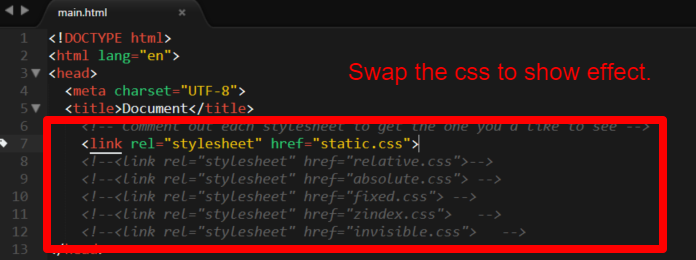 main.html ×
1 <!DOCTYPE html>
2 <html lang="en">
3 <head>
Swap the css to show effect.
4 <meta charset="UTF-8">
5 <title>Document</title>
6 <!-- Comment out each stylesheet to get the one you'd like to see -->
7 <link rel="stylesheet" href="static.css">
8 <!--<link rel="stylesheet" href="relative.css">-->
9 <!--<link rel="stylesheet" href="absolute.css"> -->
10 <!--<link rel="stylesheet" href="fixed.css"> -->
11 <!--<link rel="stylesheet" href="zindex.css"> -->
12 <!--<link rel="stylesheet" href="invisible.css"> -->
13 </head>